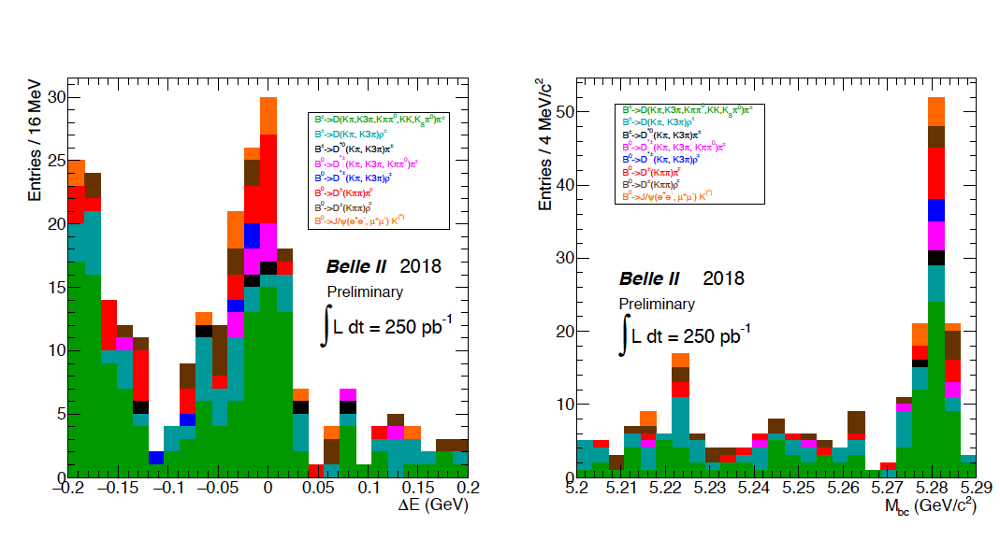 Entries / 16 MeV
30
25
20
15
10
5
0
B±->D(Kπ,K3π,Kππ⁰,KK,K_Sπ⁰)π±
B±->D(Kπ, K3π)ρ±
B±->D*⁰(Kπ, K3π)π±
B⁰->D*±(Kπ, K3π, Kππ⁰)π∓
B⁰->D*±(Kπ, K3π)ρ∓
B⁰->D±(Kππ)π∓
B⁰->D±(Kππ)ρ∓
B⁰->J/ψ(e⁺e⁻, μ⁺μ⁻) K⁽*⁾
Belle II 2018
Preliminary
∫L dt = 250 pb⁻¹
−0.2 −0.15 −0.1 −0.05 0 0.05 0.1 0.15 0.2
ΔE (GeV)
Entries / 4 MeV/c²
50
40
30
20
10
0
B±->D(Kπ,K3π,Kππ⁰,KK,K_Sπ⁰)π±
B±->D(Kπ, K3π)ρ±
B±->D*⁰(Kπ, K3π)π±
B⁰->D*±(Kπ, K3π, Kππ⁰)π∓
B⁰->D*±(Kπ, K3π)ρ∓
B⁰->D±(Kππ)π∓
B⁰->D±(Kππ)ρ∓
B⁰->J/ψ(e⁺e⁻, μ⁺μ⁻) K⁽*⁾
Belle II 2018
Preliminary
∫L dt = 250 pb⁻¹
5.2 5.21 5.22 5.23 5.24 5.25 5.26 5.27 5.28 5.29
M_bc (GeV/c²)